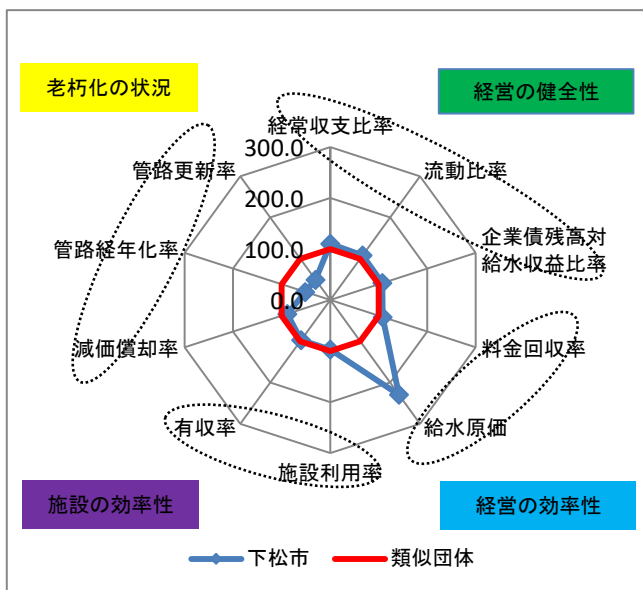 老朽化の状況
経営の健全性
経常収支比率
300.0
管路更新率
流動比率
200.0
管路経年化率
企業債残高対
給水収益比率
100.0
0.0
減価償却率
料金回収率
有収率
給水原価
施設利用率
施設の効率性
経営の効率性
下松市
類似団体